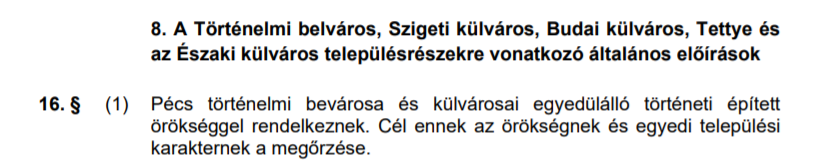 8. A Történelmi belváros, Szigeti külváros, Budai külváros, Tettye és
az Északi külváros településrészekre vonatkozó általános előírások
16. § (1) Pécs történelmi bevárosa és külvárosai egyedülálló történeti épített
örökséggel rendelkeznek. Cél ennek az örökségnek és egyedi települési
karakternek a megőrzése.